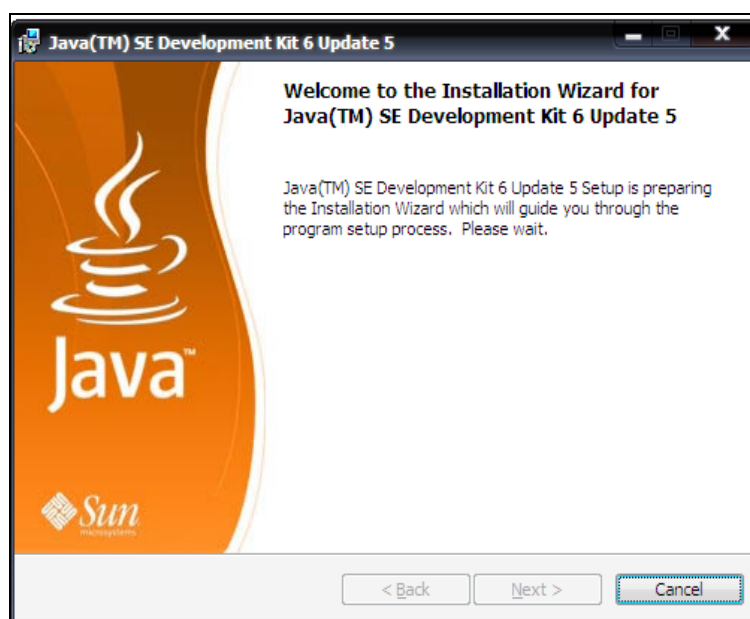 Java(TM) SE Development Kit 6 Update 5
Welcome to the Installation Wizard for
Java(TM) SE Development Kit 6 Update 5
Java(TM) SE Development Kit 6 Update 5 Setup is preparing
the Installation Wizard which will guide you through the
program setup process.  Please wait.
Java™
Sun
microsystems
< Back
Next >
Cancel